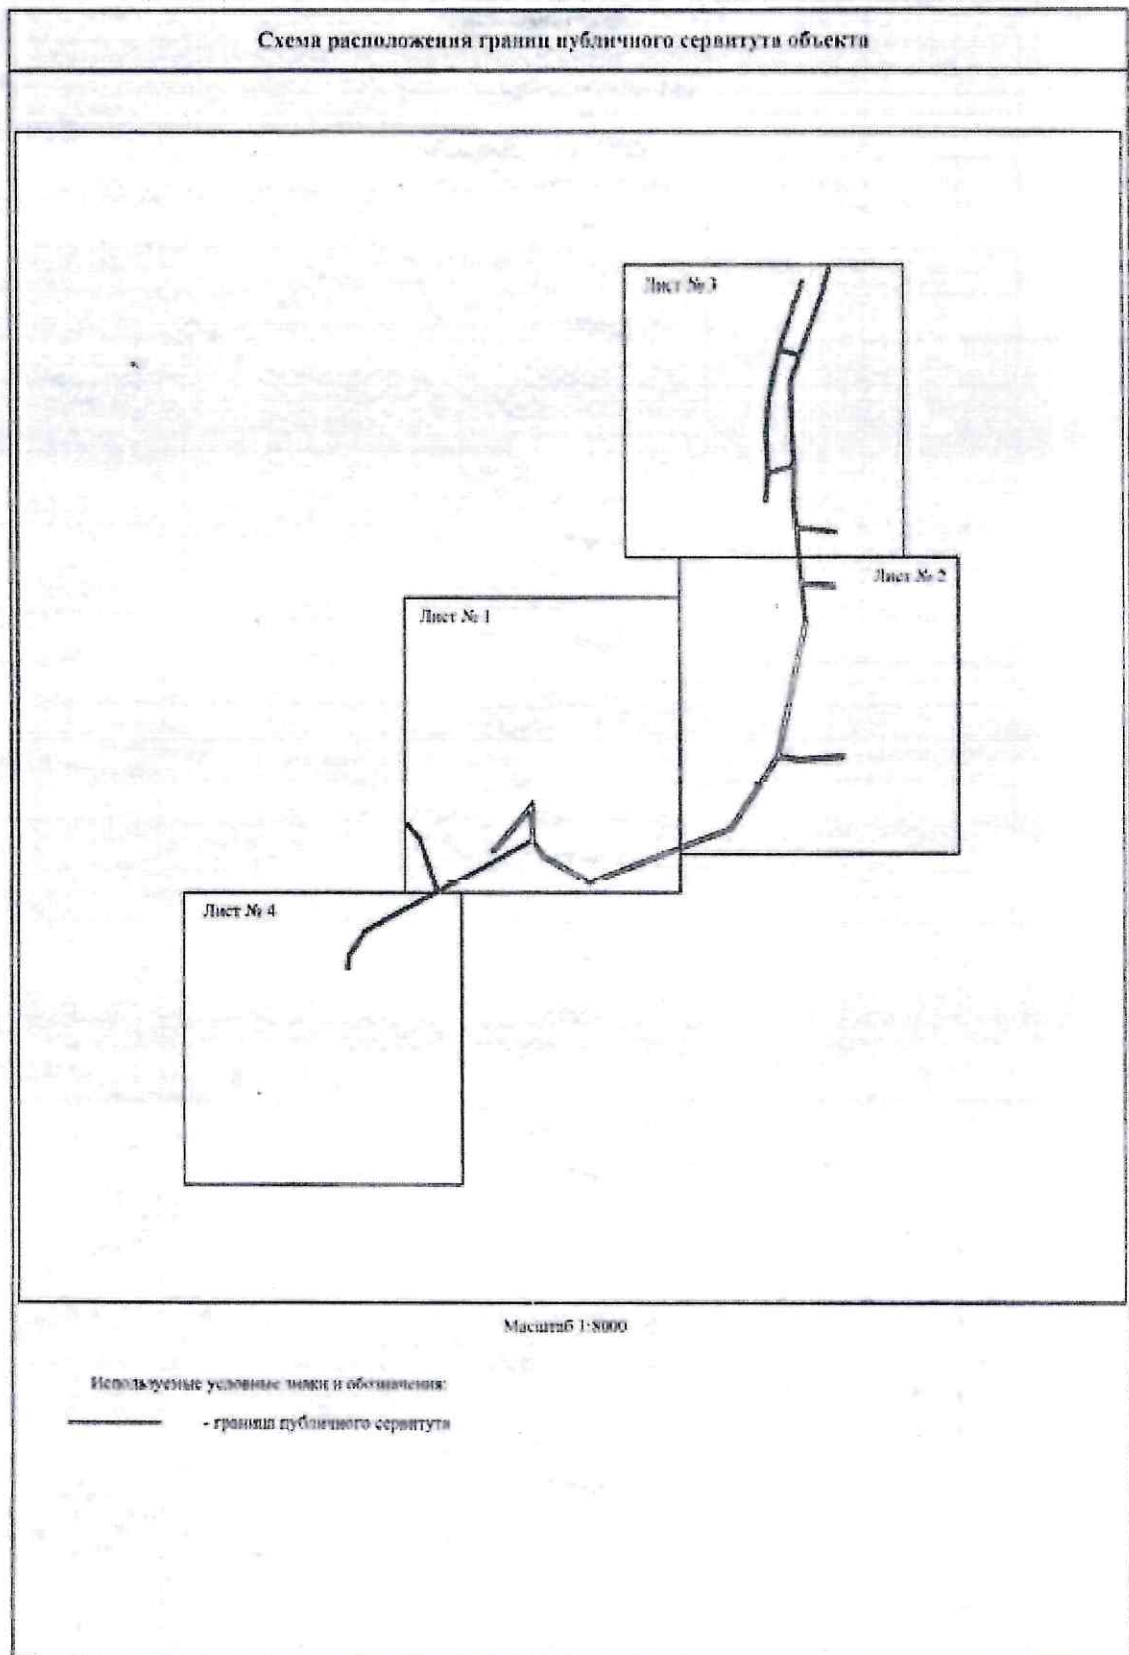 Схема расположения границ публичного сервитута объекта
Лист № 3
Лист № 2
Лист № 1
Лист № 4
Масштаб 1:8000
Используемые условные знаки и обозначения:
- граница публичного сервитута